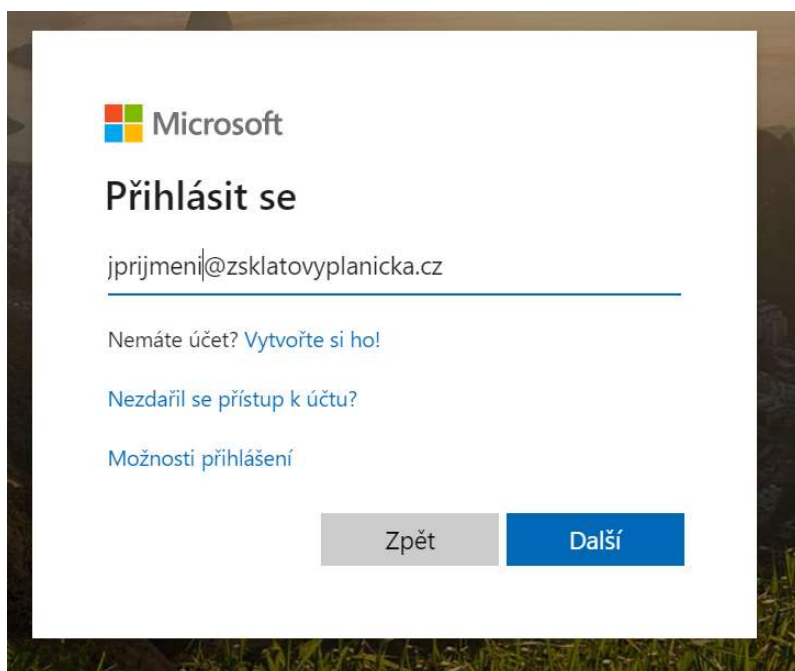 Microsoft
Přihlásit se
jprijmeni@zsklatovyplanicka.cz
Nemáte účet? Vytvořte si ho!
Nezdařil se přístup k účtu?
Možnosti přihlášení
Zpět Další